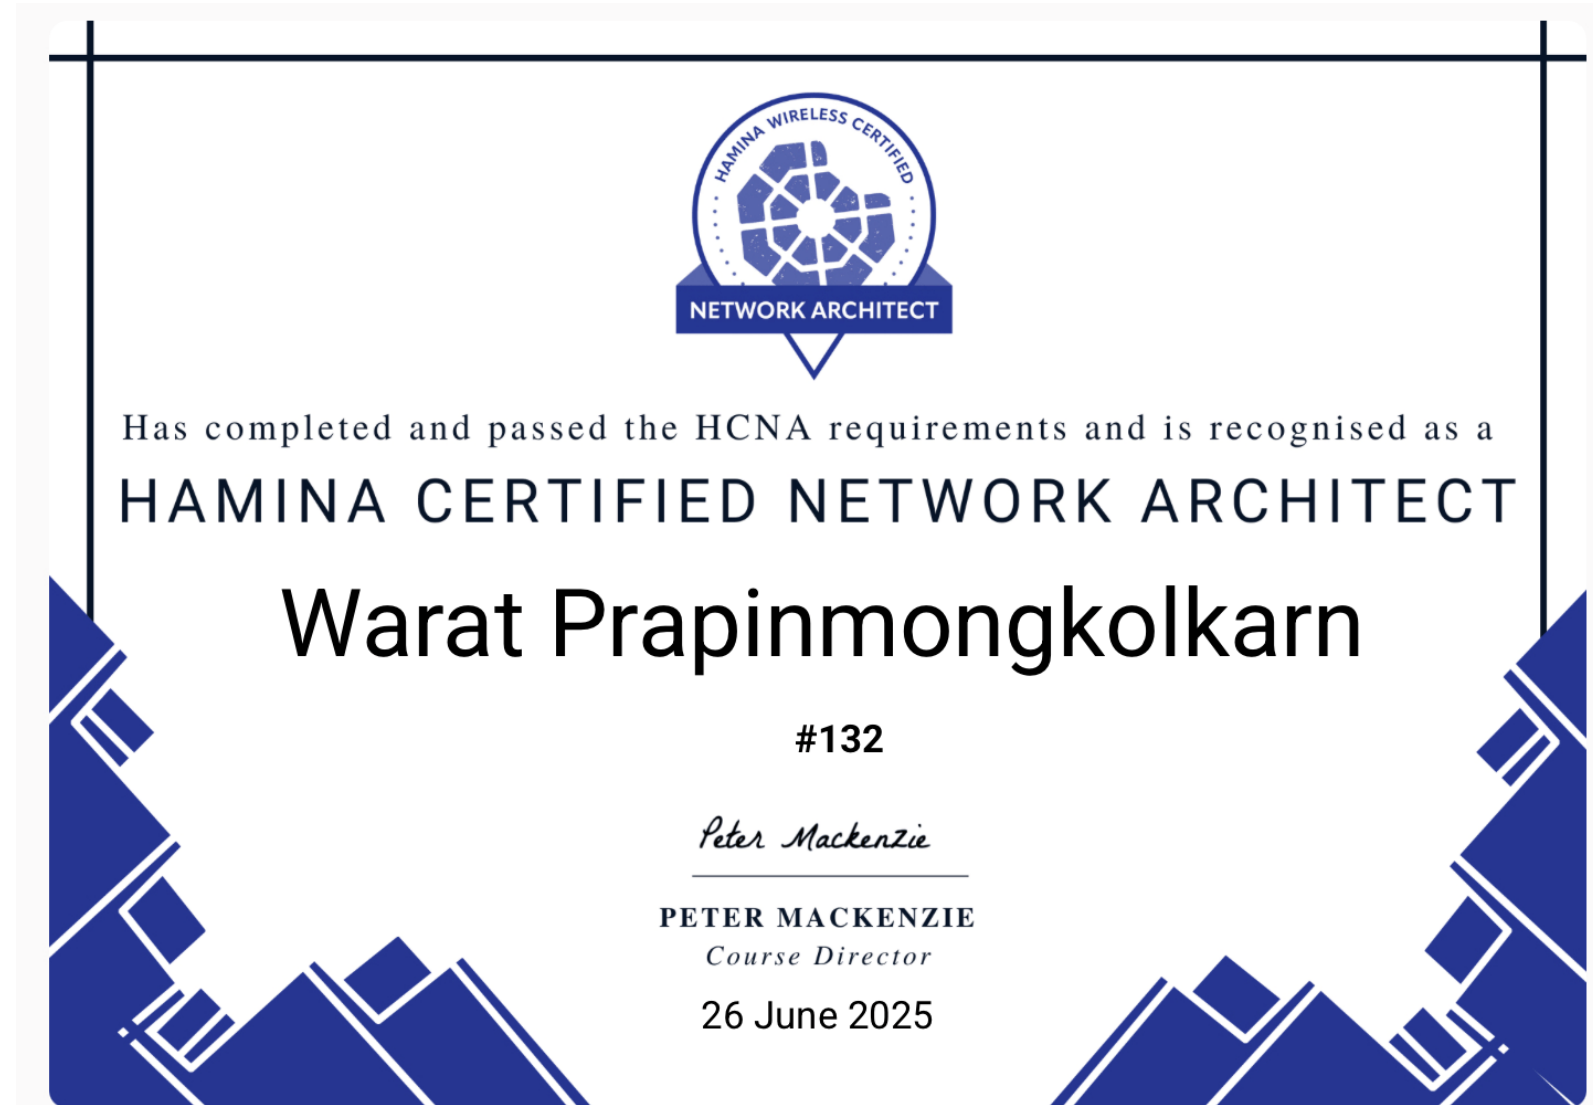 HAMINA WIRELESS CERTIFIED
NETWORK ARCHITECT
Has completed and passed the HCNA requirements and is recognised as a
HAMINA CERTIFIED NETWORK ARCHITECT
Warat Prapinmongkolkarn
#132
Peter Mackenzie
PETER MACKENZIE
Course Director
26 June 2025